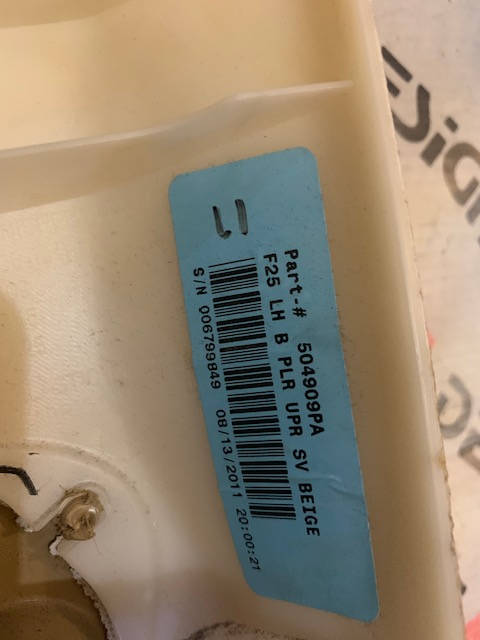 Part-# 504909PA
F25 LH B PLR UPR SV BEIGE
S/N 006799849 08/13/2011 20:00:21